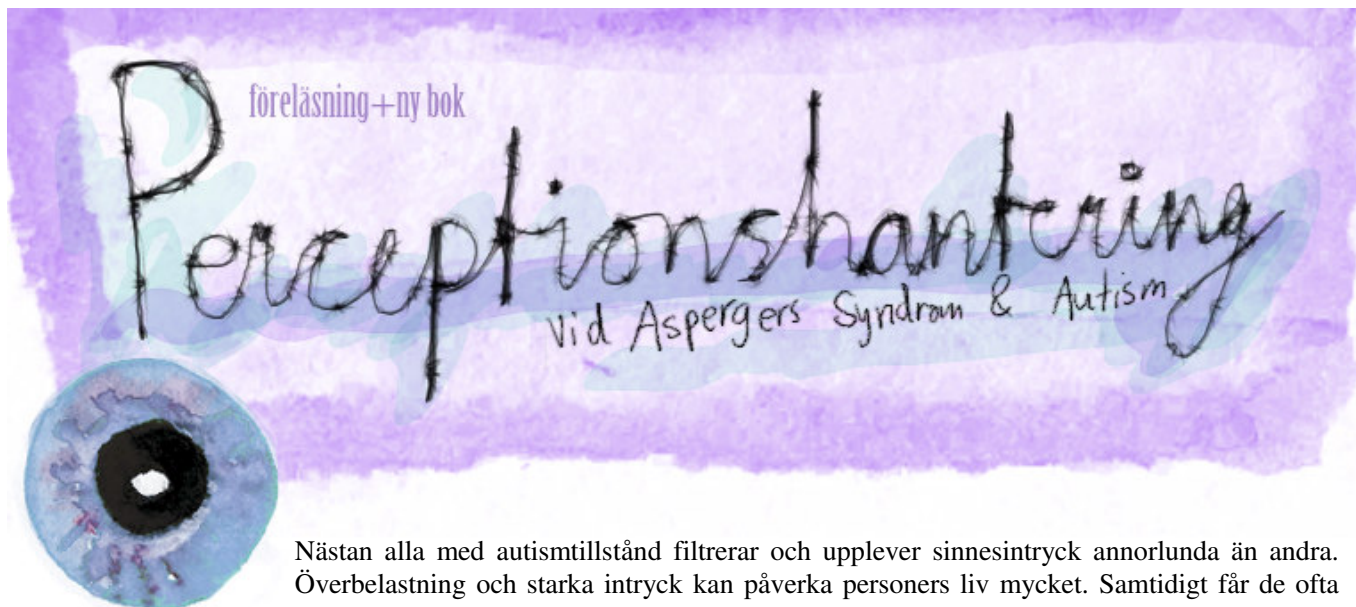 föreläsning+ny bok
Perceptionshantering
vid Aspergers Syndrom & Autism
Nästan alla med autismtillstånd filtrerar och upplever sinnesintryck annorlunda än andra.
Överbelastning och starka intryck kan påverka personers liv mycket. Samtidigt får de ofta